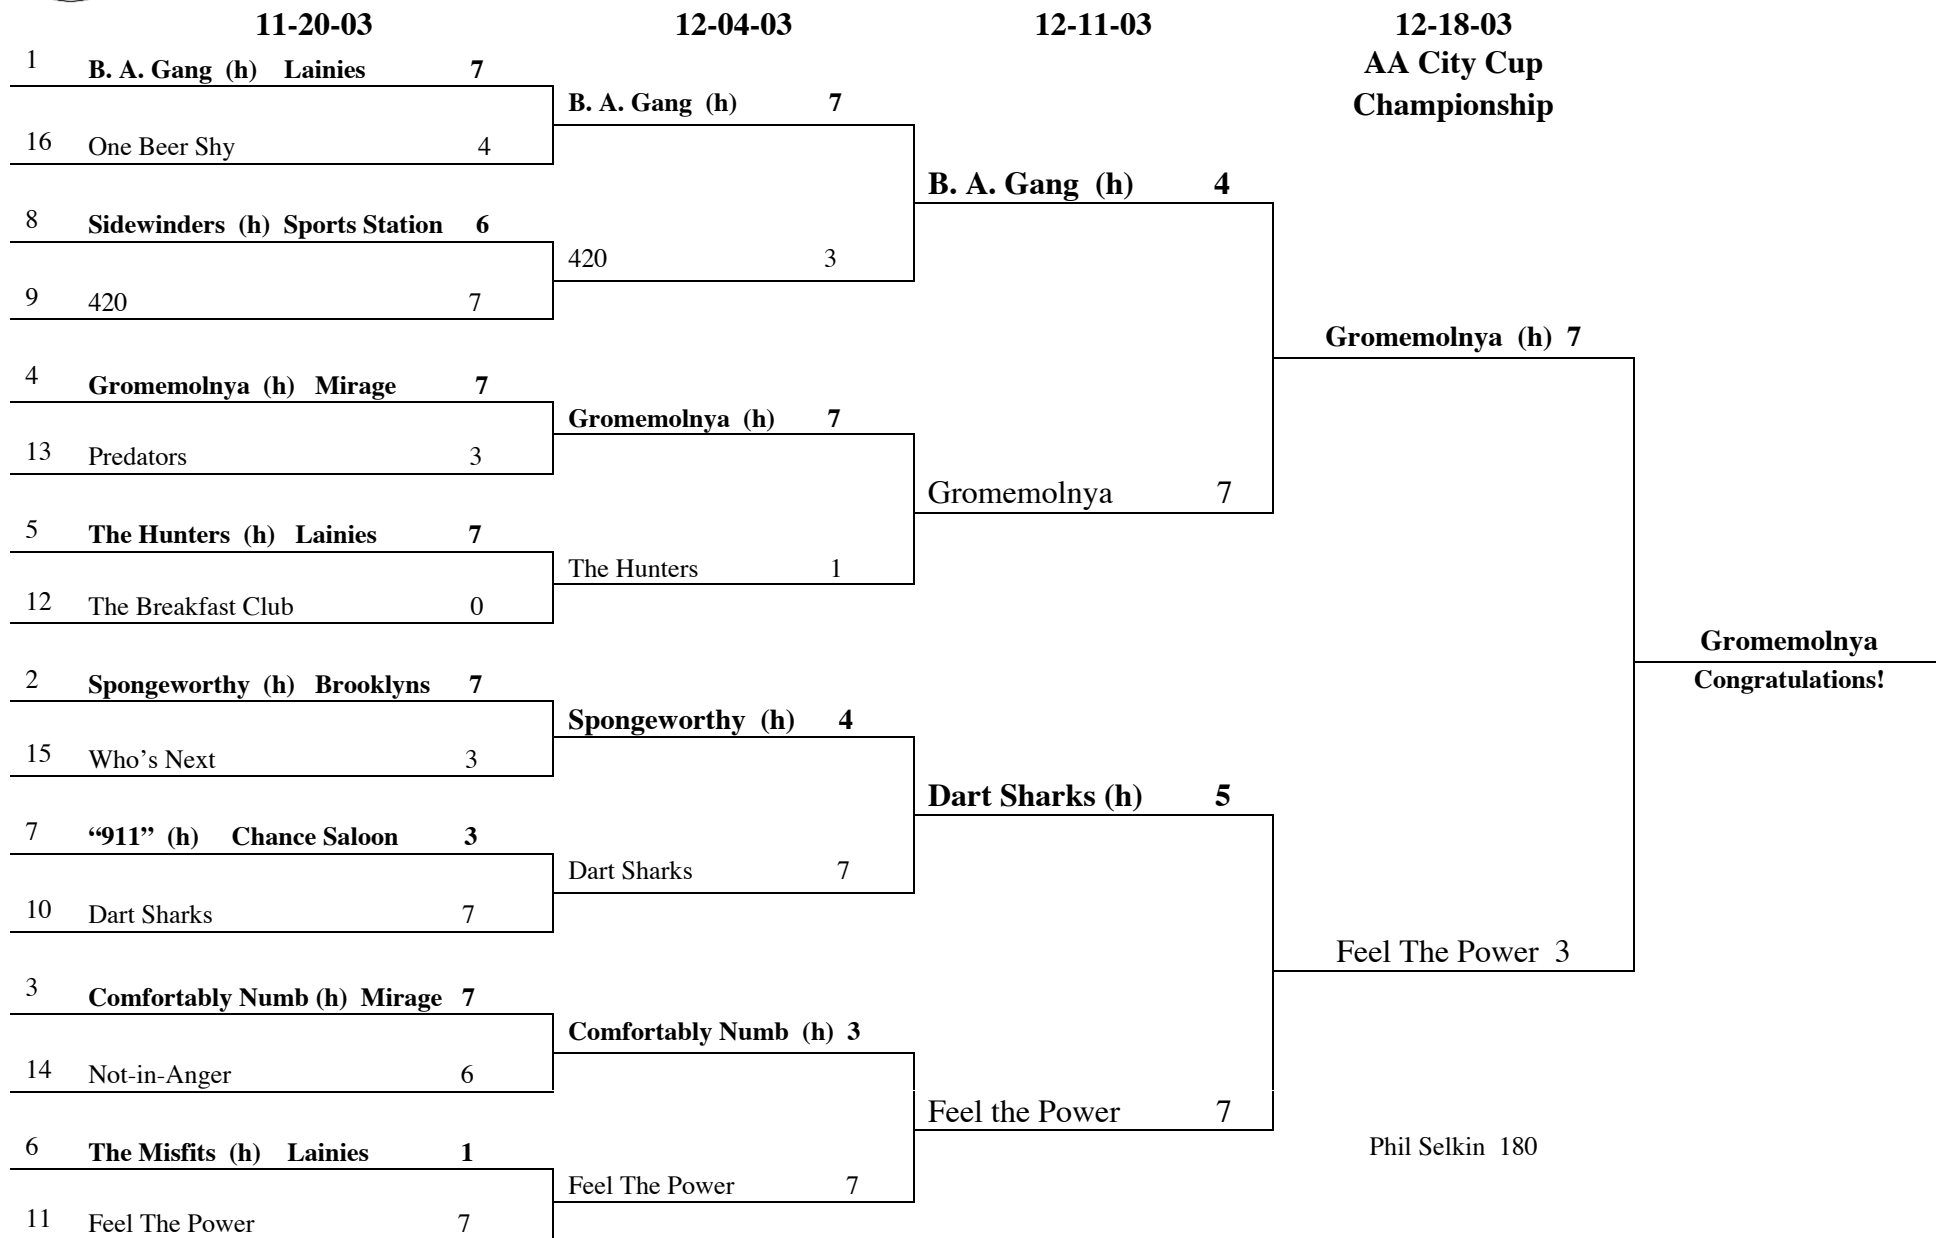 11-20-03 12-04-03 12-11-03 12-18-03
AA City Cup
Championship
1 B. A. Gang (h) Lainies 7
16 One Beer Shy 4
8 Sidewinders (h) Sports Station 6
9 420 7
4 Gromemolnya (h) Mirage 7
13 Predators 3
5 The Hunters (h) Lainies 7
12 The Breakfast Club 0
2 Spongeworthy (h) Brooklyns 7
15 Who’s Next 3
7 “911” (h) Chance Saloon 3
10 Dart Sharks 7
3 Comfortably Numb (h) Mirage 7
14 Not-in-Anger 6
6 The Misfits (h) Lainies 1
11 Feel The Power 7
B. A. Gang (h) 7
420 3
Gromemolnya (h) 7
The Hunters 1
Spongeworthy (h) 4
Dart Sharks 7
Comfortably Numb (h) 3
Feel The Power 7
B. A. Gang (h) 4
Gromemolnya 7
Dart Sharks (h) 5
Feel the Power 7
Gromemolnya (h) 7
Feel The Power 3
Phil Selkin 180
Gromemolnya
Congratulations!